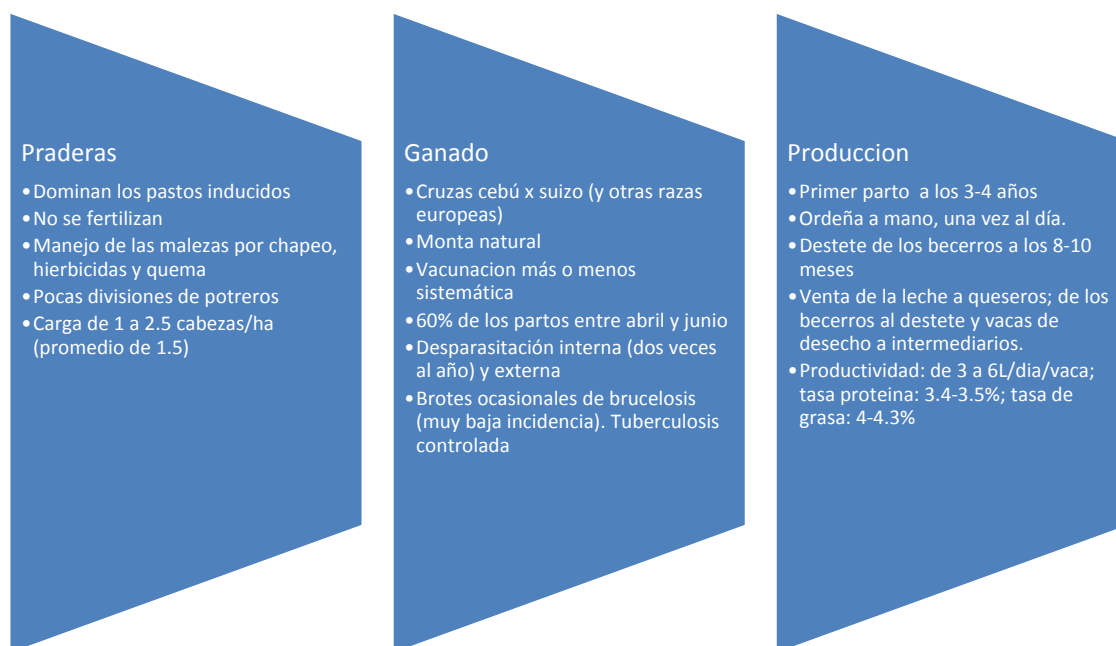 Praderas
•Dominan los pastos inducidos
•No se fertilizan
•Manejo de las malezas por chapeo,
hierbicidas y quema
•Pocas divisiones de potreros
•Carga de 1 a 2.5 cabezas/ha
(promedio de 1.5)
Ganado
•Cruzas cebú x suizo (y otras razas
europeas)
•Monta natural
•Vacunacion más o menos
sistemática
•60% de los partos entre abril y junio
•Desparasitación interna (dos veces
al año) y externa
•Brotes ocasionales de brucelosis
(muy baja incidencia). Tuberculosis
controlada
Produccion
•Primer parto a los 3-4 años
•Ordeña a mano, una vez al día.
•Destete de los becerros a los 8-10
meses
•Venta de la leche a queseros; de los
becerros al destete y vacas de
desecho a intermediarios.
•Productividad: de 3 a 6L/dia/vaca;
tasa proteina: 3.4-3.5%; tasa de
grasa: 4-4.3%